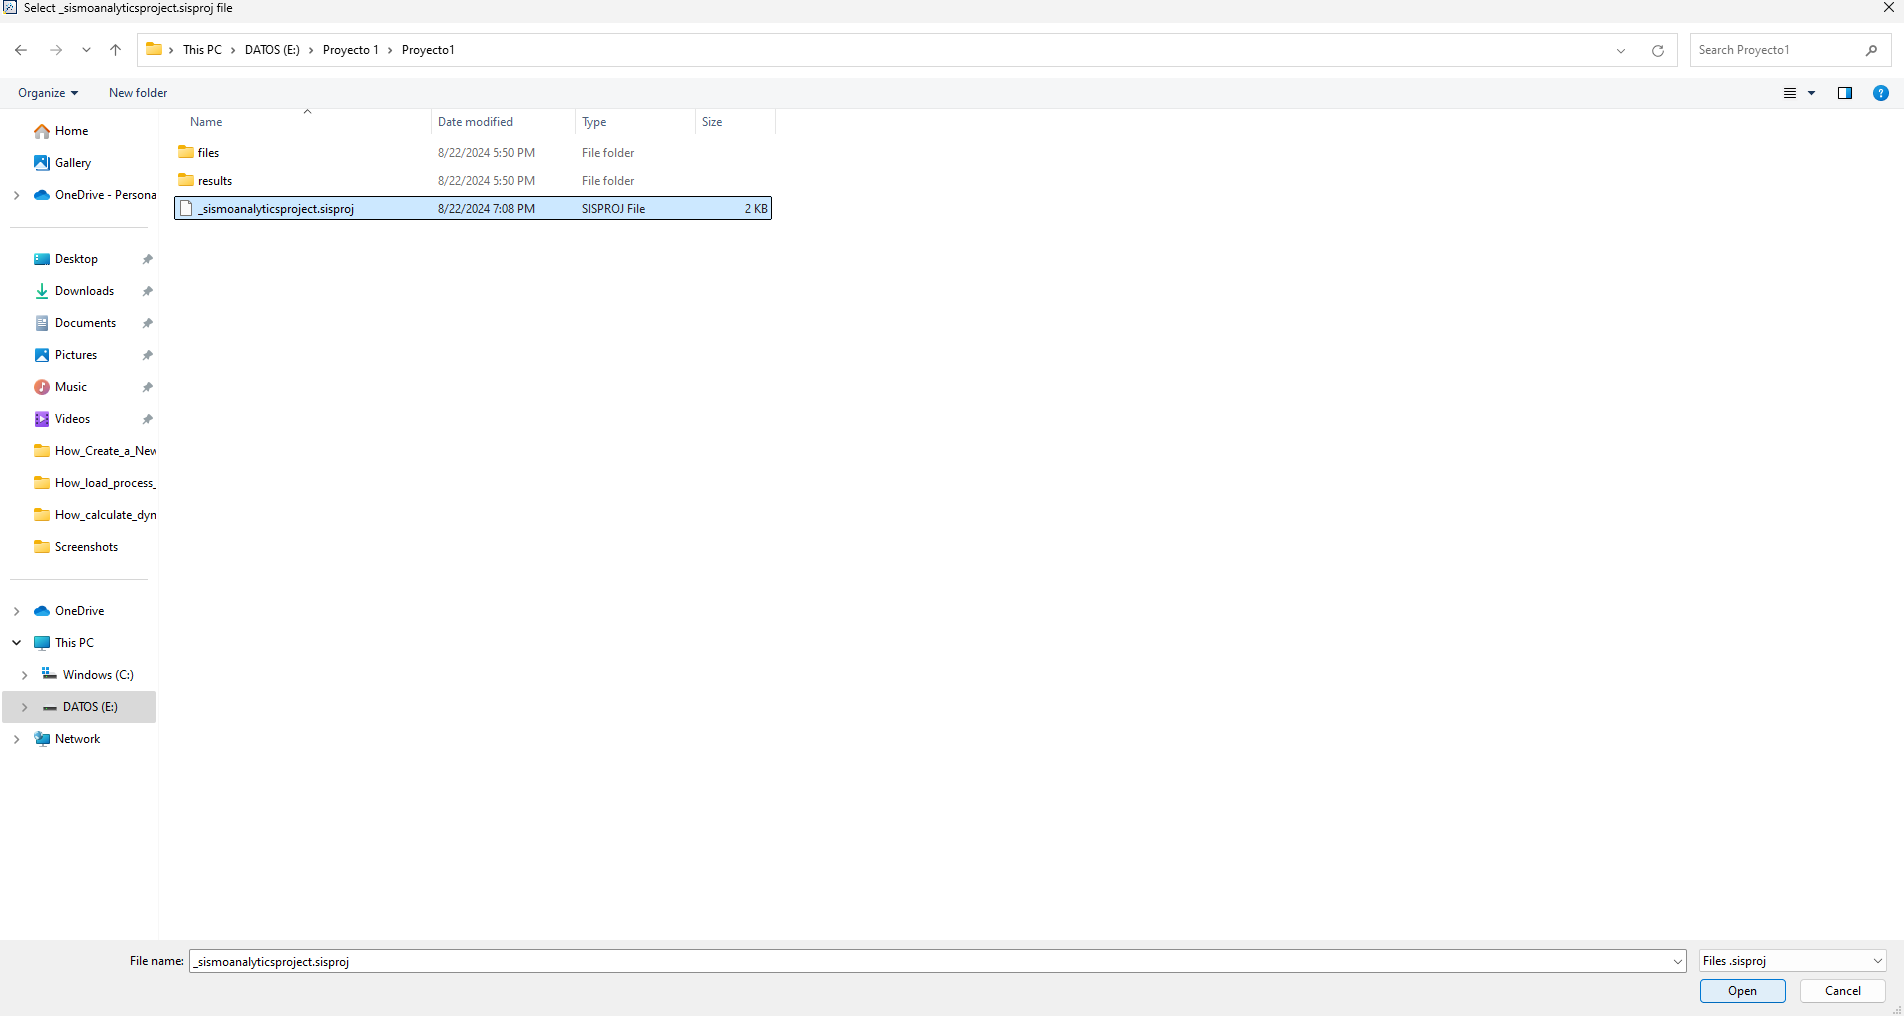 Select _sismoanalyticsproject.sisproj file
This PC > DATOS (E:) > Proyecto 1 > Proyecto1
Search Proyecto1
Organize New folder
Name Date modified Type Size
files 8/22/2024 5:50 PM File folder
results 8/22/2024 5:50 PM File folder
_sismoanalyticsproject.sisproj 8/22/2024 7:08 PM SISPROJ File 2 KB
Home
Gallery
OneDrive - Persona
Desktop
Downloads
Documents
Pictures
Music
Videos
How_Create_a_New
How_load_process_
How_calculate_dyn
Screenshots
OneDrive
This PC
Windows (C:)
DATOS (E:)
Network
File name: _sismoanalyticsproject.sisproj Files .sisproj
Open Cancel